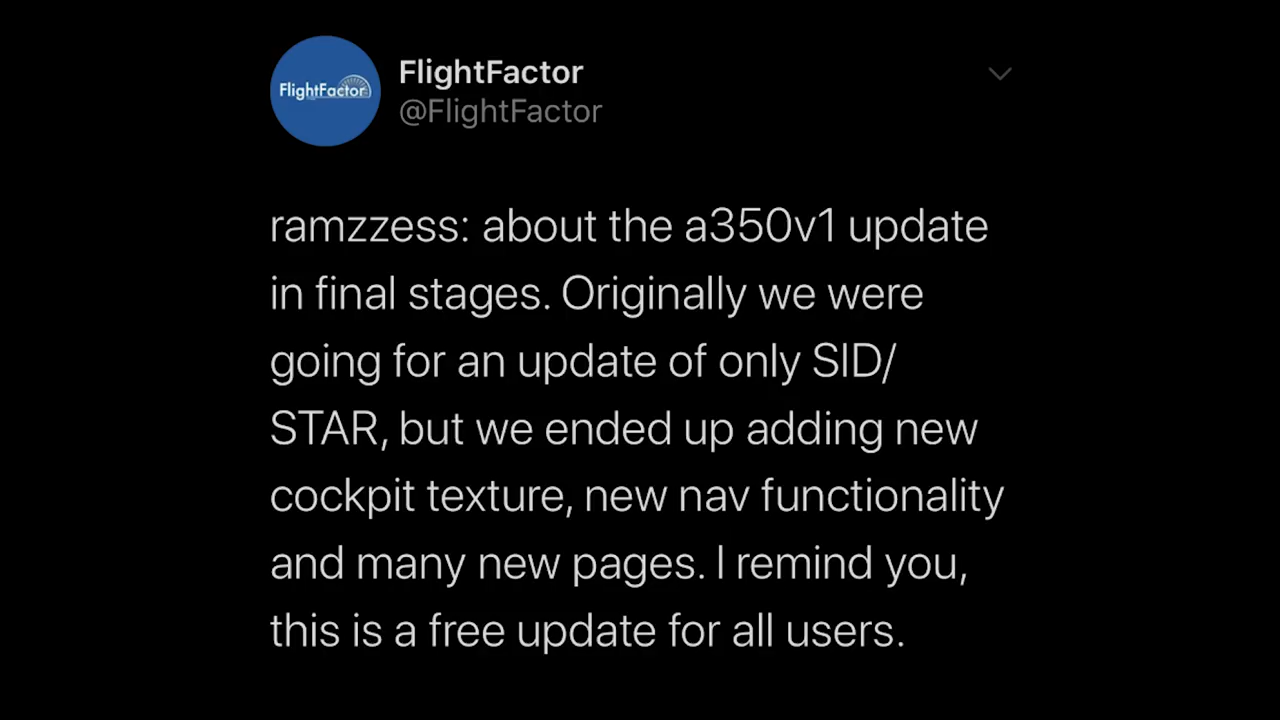 FlightFactor
FlightFactor
@FlightFactor
ramzzess: about the a350v1 update
in final stages. Originally we were
going for an update of only SID/
STAR, but we ended up adding new
cockpit texture, new nav functionality
and many new pages. I remind you,
this is a free update for all users.